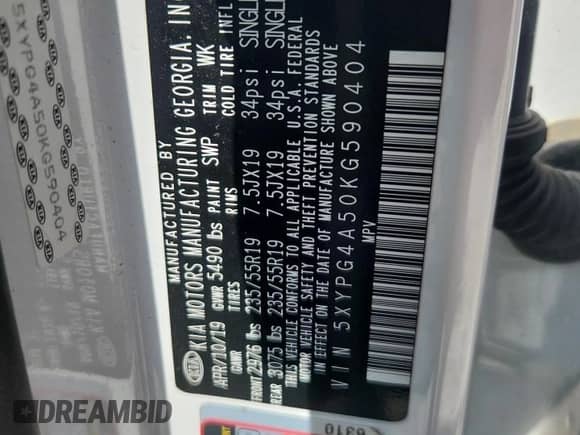 MANUFACTURED BY
KIA KIA MOTORS MANUFACTURING GEORGIA. IN
APR/10/19 GVWR 5490 lbs PAINT SWP TRIM WK
GAWR TIRES RIMS COLD TIRE INFL
FRONT 2976 lbs 235/55R19 7.5JX19 34psi SINGLE
REAR 3075 lbs 235/55R19 7.5JX19 34psi SINGLE
THIS VEHICLE CONFORMS TO ALL APPLICABLE U.S.A. FEDERAL
MOTOR VEHICLE SAFETY AND THEFT PREVENTION STANDARDS
IN EFFECT ON THE DATE OF MANUFACTURE SHOWN ABOVE
VIN 5XYPG4A50KG590404
MPV
5XYPG4A50KG590404
6310
DREAMBID